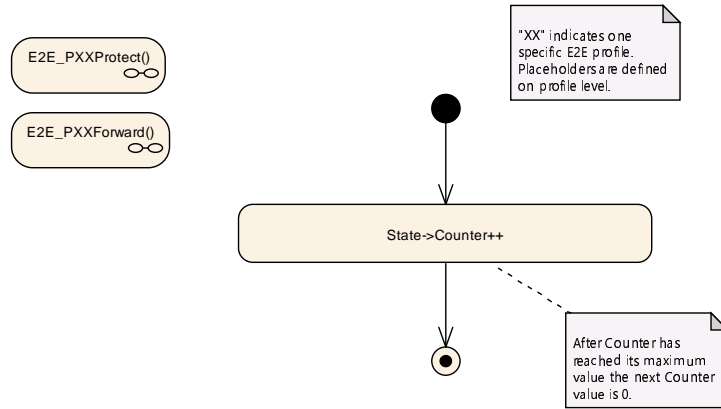 E2E_PXXProtect()
E2E_PXXForward()
"XX" indicates one
specific E2E profile.
Placeholders are defined
on profile level.
State->Counter++
After Counter has
reached its maximum
value the next Counter
value is 0.